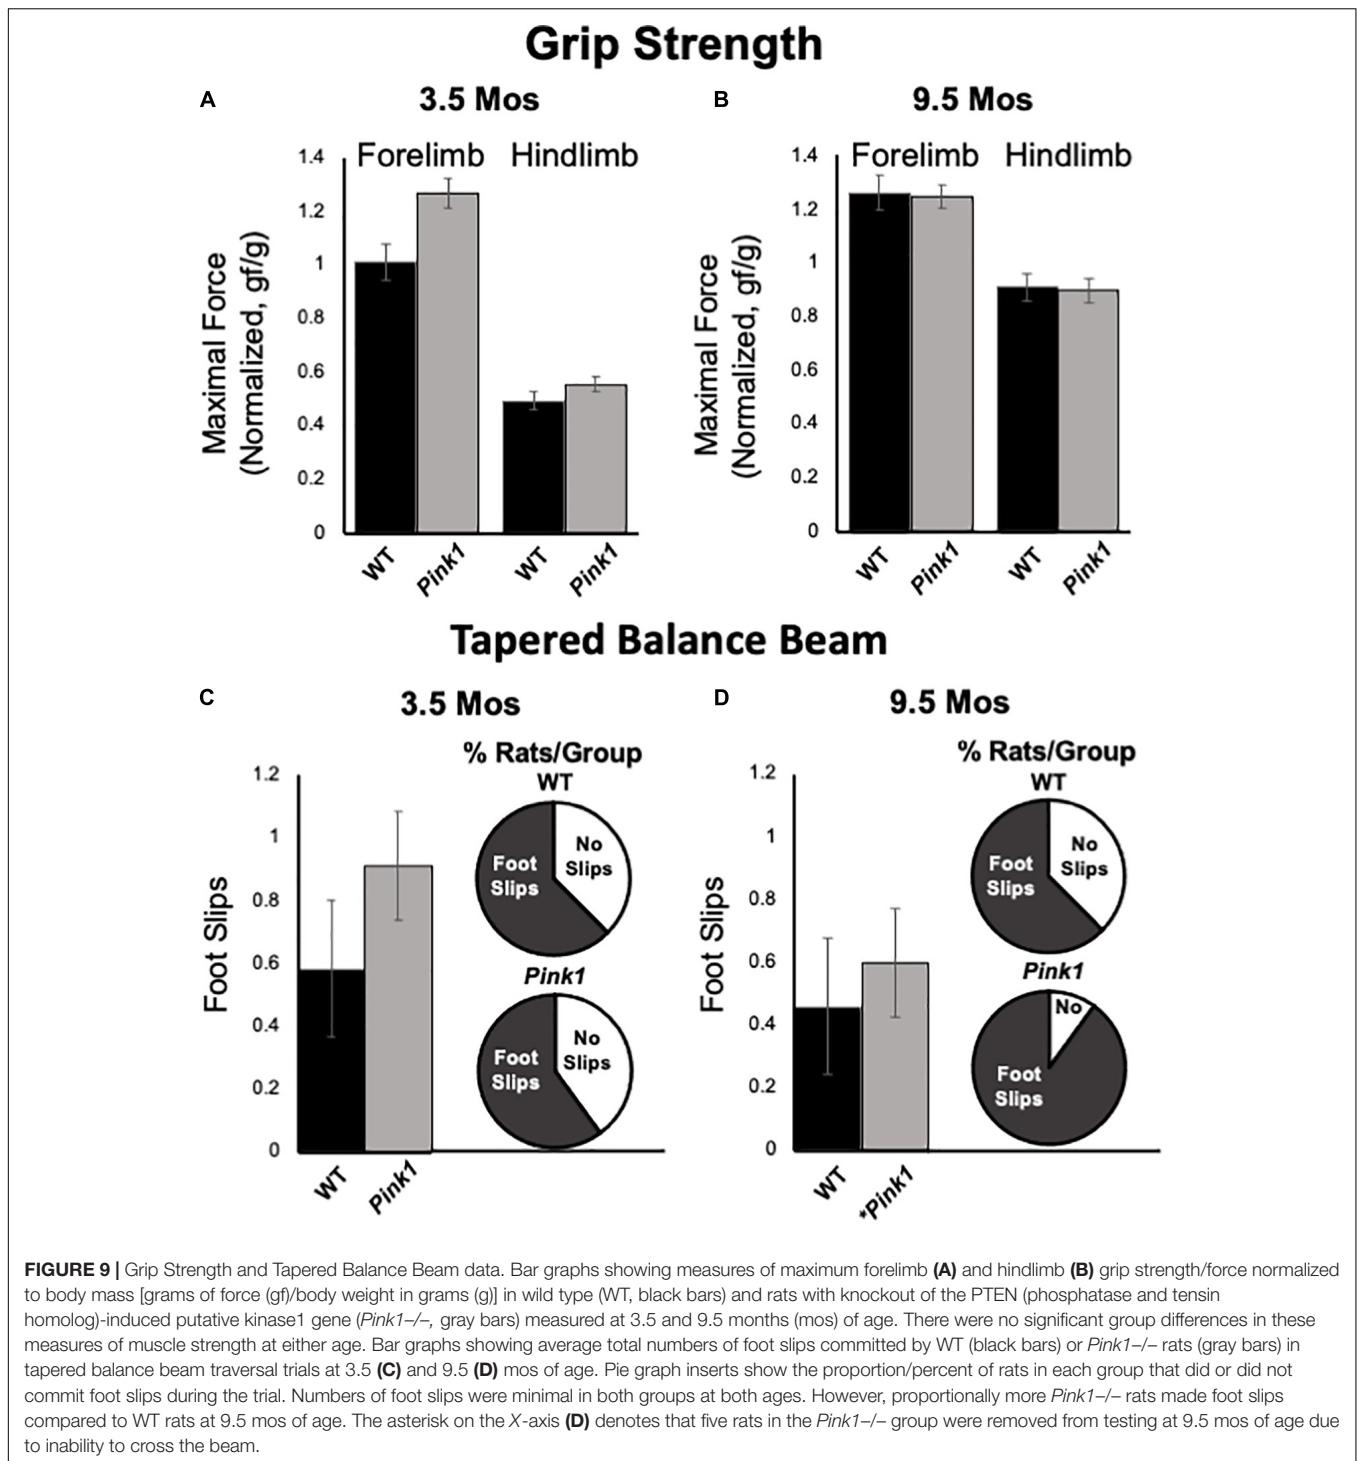 Grip Strength
A
3.5 Mos
Forelimb Hindlimb
Maximal Force
(Normalized, gf/g)
1.4
1.2
1
0.8
0.6
0.4
0.2
0
WT
Pink1
WT
Pink1
B
9.5 Mos
Forelimb Hindlimb
Maximal Force
(Normalized, gf/g)
1.4
1.2
1
0.8
0.6
0.4
0.2
0
WT
Pink1
WT
Pink1
Tapered Balance Beam
C
3.5 Mos
% Rats/Group
WT
No
Slips
Foot
Slips
Pink1
No
Slips
Foot
Slips
Foot Slips
1.2
1
0.8
0.6
0.4
0.2
0
WT
Pink1
D
9.5 Mos
% Rats/Group
WT
No
Slips
Foot
Slips
Pink1
No
Foot
Slips
Foot Slips
1.2
1
0.8
0.6
0.4
0.2
0
WT
*Pink1
FIGURE 9 | Grip Strength and Tapered Balance Beam data. Bar graphs showing measures of maximum forelimb (A) and hindlimb (B) grip strength/force normalized
to body mass [grams of force (gf)/body weight in grams (g)] in wild type (WT, black bars) and rats with knockout of the PTEN (phosphatase and tensin
homolog)-induced putative kinase1 gene (Pink1–/–, gray bars) measured at 3.5 and 9.5 months (mos) of age. There were no significant group differences in these
measures of muscle strength at either age. Bar graphs showing average total numbers of foot slips committed by WT (black bars) or Pink1–/– rats (gray bars) in
tapered balance beam traversal trials at 3.5 (C) and 9.5 (D) mos of age. Pie graph inserts show the proportion/percent of rats in each group that did or did not
commit foot slips during the trial. Numbers of foot slips were minimal in both groups at both ages. However, proportionally more Pink1–/– rats made foot slips
compared to WT rats at 9.5 mos of age. The asterisk on the X-axis (D) denotes that five rats in the Pink1–/– group were removed from testing at 9.5 mos of age due
to inability to cross the beam.